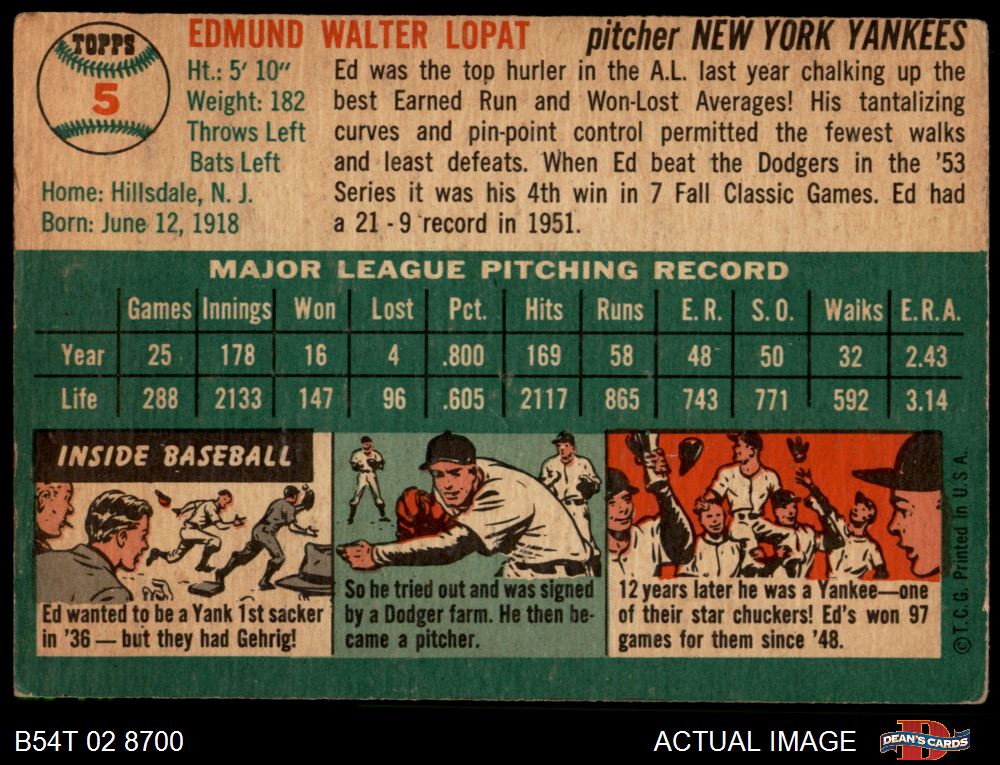 TOPPS
5
EDMUND WALTER LOPAT pitcher NEW YORK YANKEES
Ht.: 5' 10"
Weight: 182
Throws Left
Bats Left
Home: Hillsdale, N. J.
Born: June 12, 1918
Ed was the top hurler in the A.L. last year chalking up the
best Earned Run and Won-Lost Averages! His tantalizing
curves and pin-point control permitted the fewest walks
and least defeats. When Ed beat the Dodgers in the '53
Series it was his 4th win in 7 Fall Classic Games. Ed had
a 21 - 9 record in 1951.
MAJOR LEAGUE PITCHING RECORD
Games Innings Won Lost Pct. Hits Runs E. R. S. O. Walks E. R. A.
Year 25 178 16 4 .800 169 58 48 50 32 2.43
Life 288 2133 147 96 .605 2117 865 743 771 592 3.14
INSIDE BASEBALL
Ed wanted to be a Yank 1st sacker
in '36 — but they had Gehrig!
So he tried out and was signed
by a Dodger farm. He then be-
came a pitcher.
12 years later he was a Yankee—one
of their star chuckers! Ed's won 97
games for them since '48.
© T. C. G. Printed in U. S. A.
B54T 02 8700
ACTUAL IMAGE
D
DEAN'S CARDS